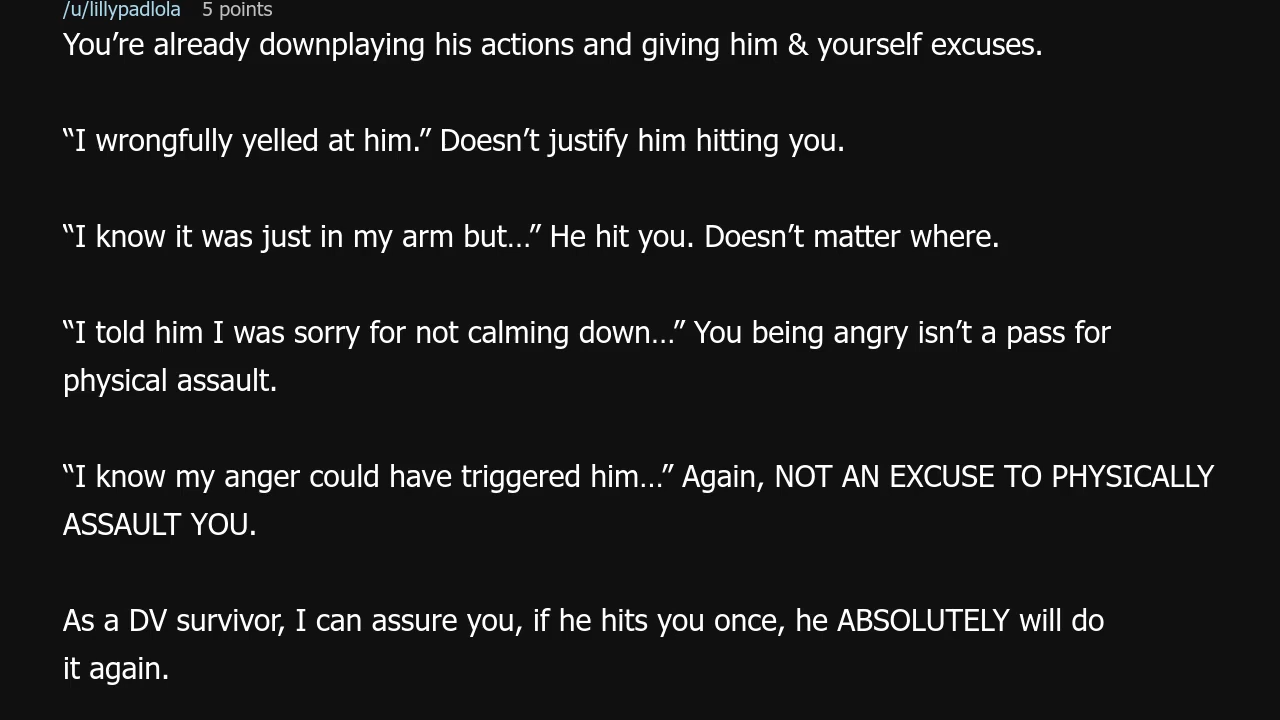 /u/lillypadlola 5 points
You’re already downplaying his actions and giving him & yourself excuses.
“I wrongfully yelled at him.” Doesn’t justify him hitting you.
“I know it was just in my arm but…” He hit you. Doesn’t matter where.
“I told him I was sorry for not calming down…” You being angry isn’t a pass for
physical assault.
“I know my anger could have triggered him…” Again, NOT AN EXCUSE TO PHYSICALLY
ASSAULT YOU.
As a DV survivor, I can assure you, if he hits you once, he ABSOLUTELY will do
it again.